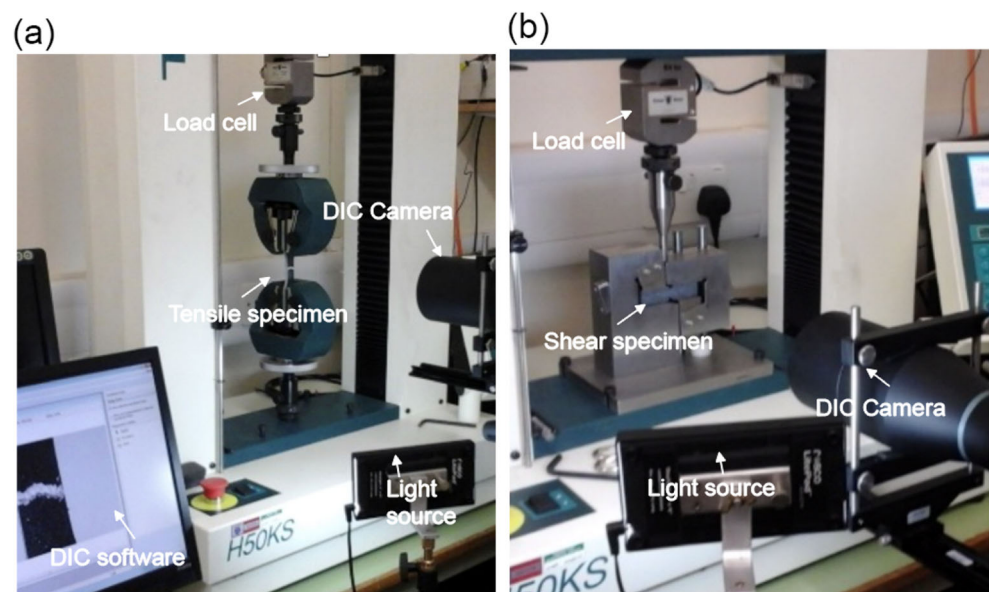 (a)
Load cell
DIC Camera
Tensile specimen
Light
source
DIC software
H50KS
(b)
Load cell
Shear specimen
DIC Camera
Light source
H50KS